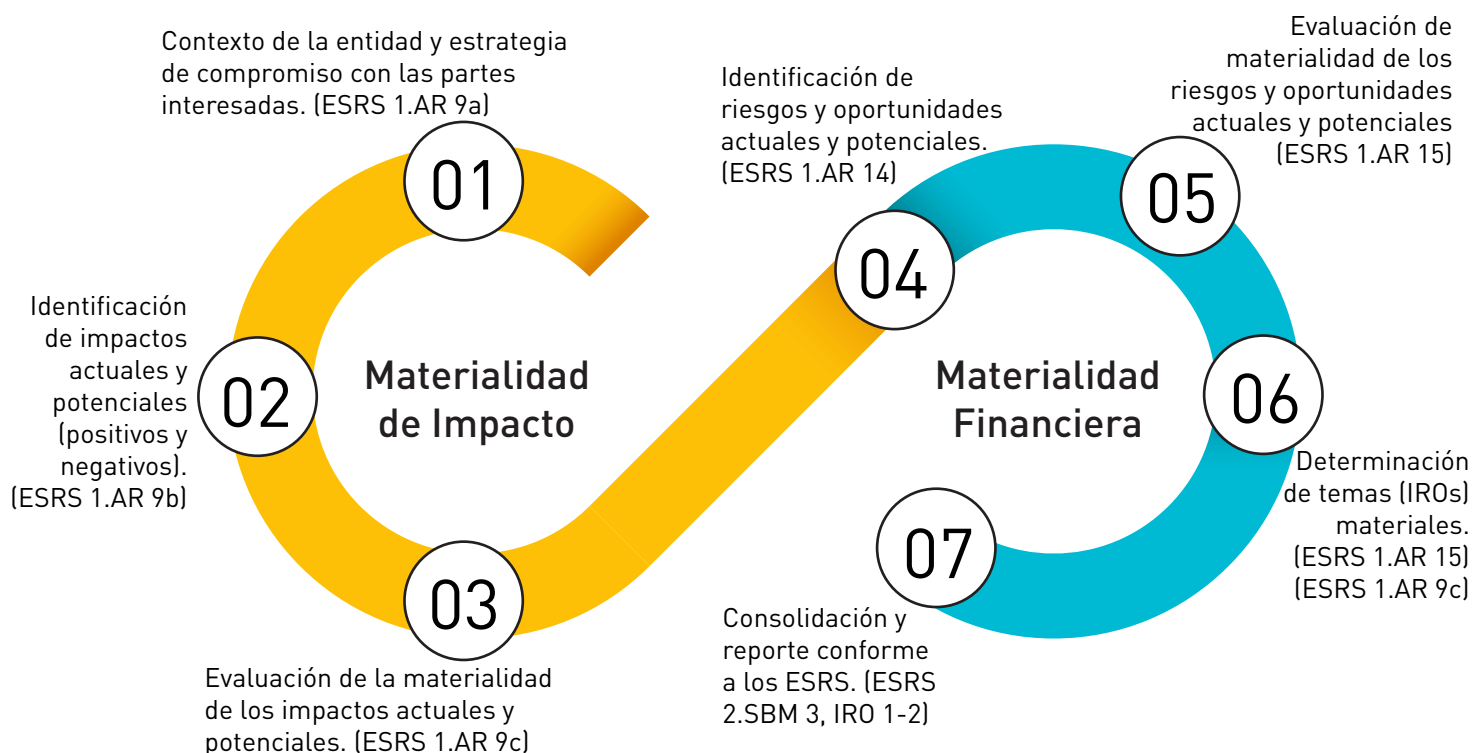 Contexto de la entidad y estrategia
de compromiso con las partes
interesadas. (ESRS 1.AR 9a)
01
Identificación
de impactos
actuales y
potenciales
(positivos y
negativos).
(ESRS 1.AR 9b)
02
Materialidad
de Impacto
03
Evaluación de la materialidad
de los impactos actuales y
potenciales. (ESRS 1.AR 9c)
Identificación de
riesgos y oportunidades
actuales y potenciales.
(ESRS 1.AR 14)
04
Evaluación de
materialidad de los
riesgos y oportunidades
actuales y potenciales
(ESRS 1.AR 15)
05
Materialidad
Financiera
06
Determinación
de temas (IROs)
materiales.
(ESRS 1.AR 15)
(ESRS 1.AR 9c)
07
Consolidación y
reporte conforme
a los ESRS. (ESRS
2.SBM 3, IRO 1-2)